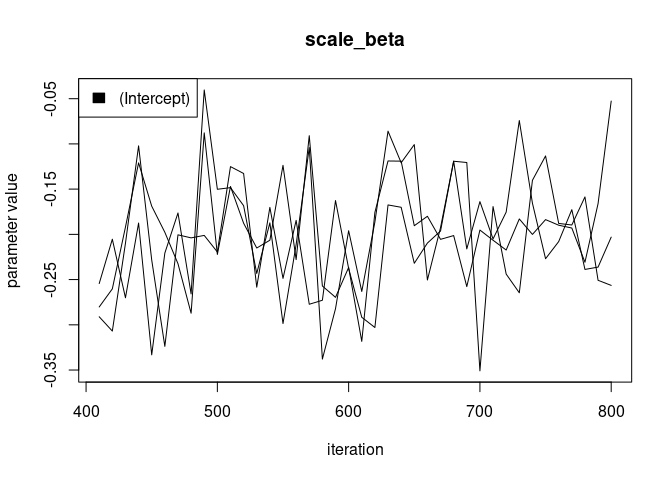 scale_beta
(Intercept)
parameter value
-0.05
-0.15
-0.25
-0.35
400 500 600 700 800
iteration